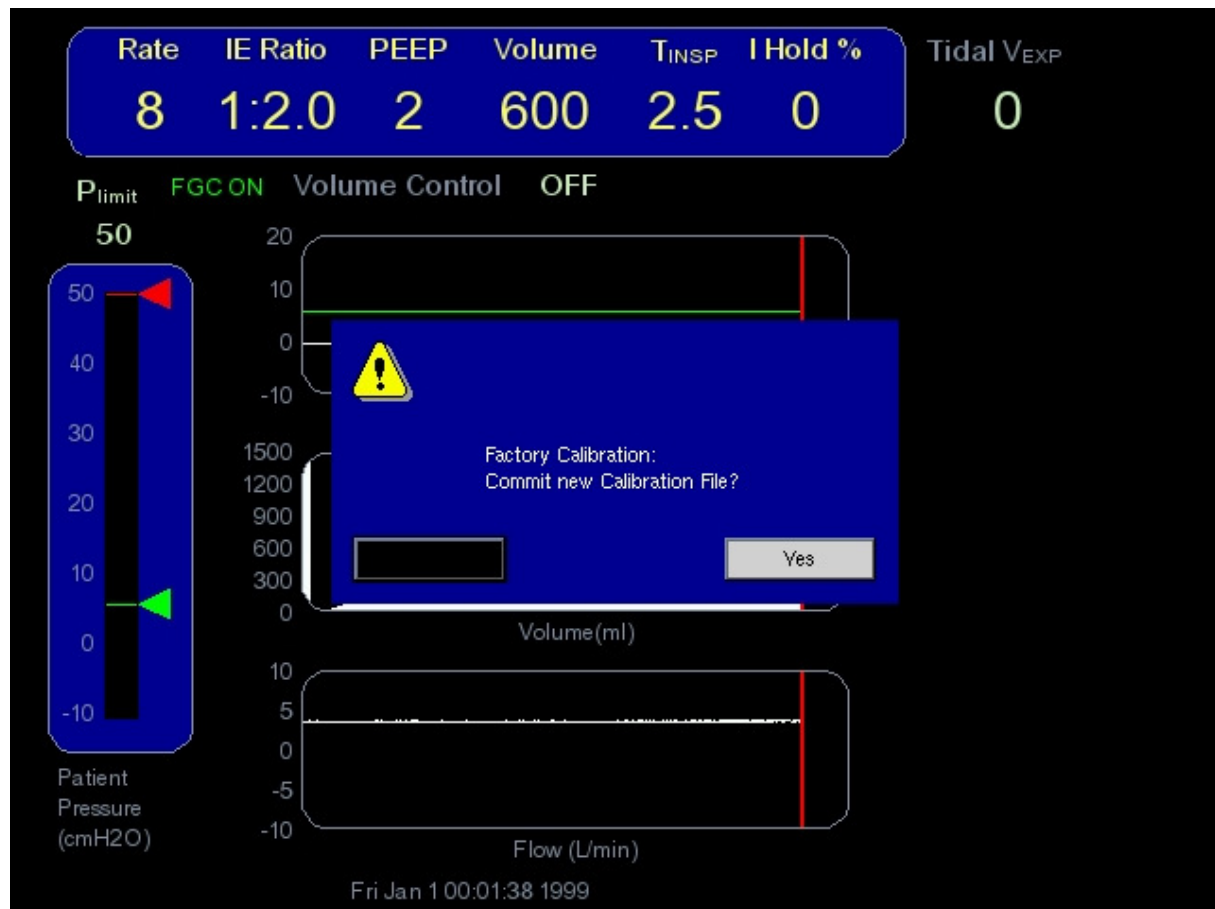 Rate IE Ratio PEEP Volume TINSP I Hold % Tidal VEXP
8 1:2.0 2 600 2.5 0 0
Plimit FGC ON Volume Control OFF
50
20
10
0
-10
50
40
30
20
10
0
-10
Factory Calibration:
Commit new Calibration File?
Yes
1500
1200
900
600
300
0
Volume(ml)
10
5
0
-5
-10
Patient
Pressure
(cmH2O)
Flow (L/min)
Fri Jan 1 00:01:38 1999